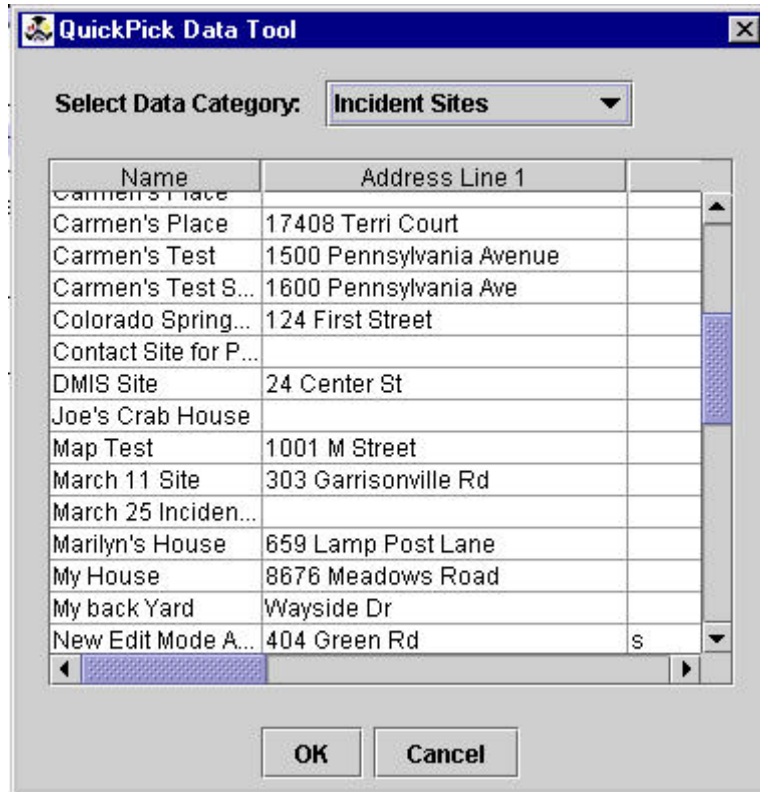 QuickPick Data Tool
Select Data Category: Incident Sites
Name Address Line 1
Carmen's Place
Carmen's Place 17408 Terri Court
Carmen's Test 1500 Pennsylvania Avenue
Carmen's Test S... 1600 Pennsylvania Ave
Colorado Spring... 124 First Street
Contact Site for P...
DMIS Site 24 Center St
Joe's Crab House
Map Test 1001 M Street
March 11 Site 303 Garrisonville Rd
March 25 Inciden...
Marilyn's House 659 Lamp Post Lane
My House 8676 Meadows Road
My back Yard Wayside Dr
New Edit Mode A... 404 Green Rd s
OK Cancel